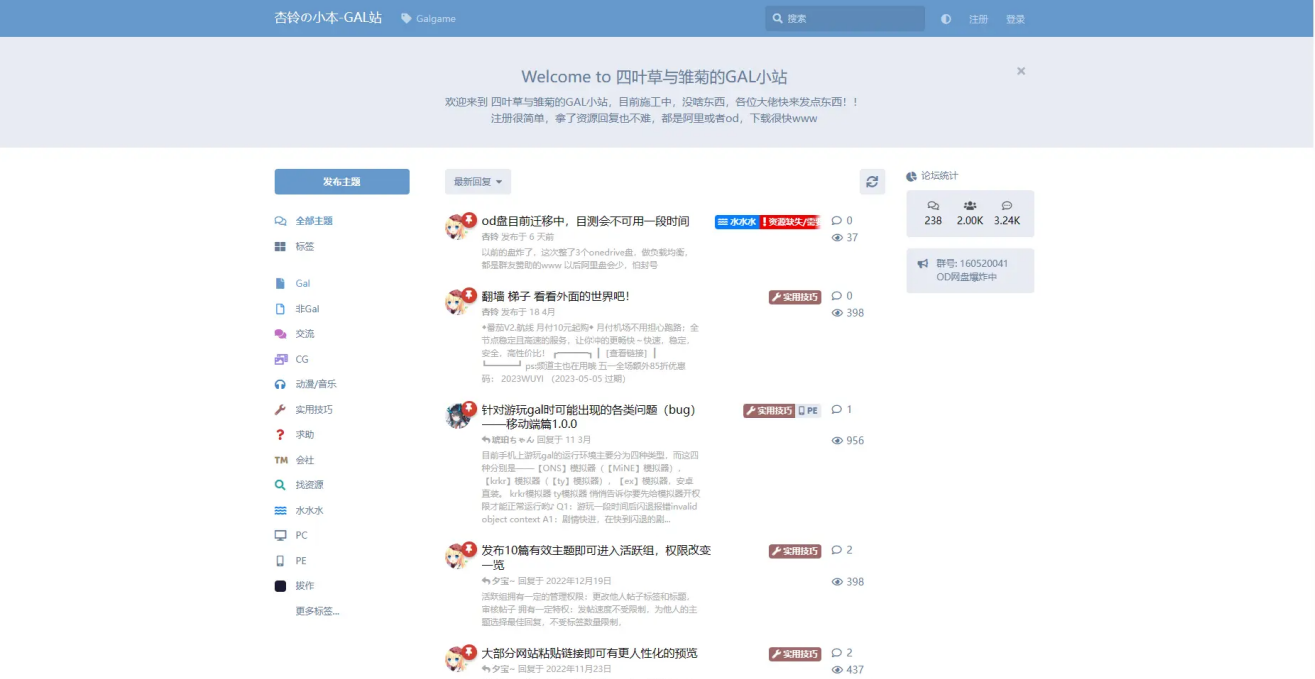 杏铃の小本-GAL站
Galgame
搜索
注册
登录
Welcome to 四叶草与雏菊的GAL小站
欢迎来到 四叶草与雏菊的GAL小站，目前施工中，没啥东西，各位大佬快来发点东西！！
注册很简单，拿了资源回复也不难，都是阿里或者od，下载很快www
发布主题
全部主题
标签
Gal
非Gal
交流
CG
动漫/音乐
实用技巧
求助
TM 会社
找资源
水水水
PC
PE
拔作
更多标签...
最新回复
od盘目前迁移中，目测会不可用一段时间
水水水
资源缺失/需要
0
杏铃 发布于 6 天前
37
以前的盘炸了，这次整了3个onedrive盘，做负载均衡，
都是群友赞助的www 以后阿里盘会少，怕封号
翻墙 梯子 看看外面的世界吧！
实用技巧
0
杏铃 发布于 18 4月
398
+番茄V2.航线 月付10元起购+ 月付机场不用担心跑路；全
节点稳定且高速的服务，让你冲的更畅快～快速，稳定，
安全，高性价比！ ┏━━━━━┓ ┃ [查看链接] ┃
┗━━━━━┛ ps:频道主也在用哦 五一全场额外85折优惠
码： 2023WUYI （2023-05-05 过期）
针对游玩gal时可能出现的各类问题（bug）
——移动端篇1.0.0
实用技巧
PE
1
琥珀ちゃん 回复于 11 3月
956
目前手机上游玩gal的运行环境主要分为四种类型，而这四
种分别是——【ONS】模拟器（【MiNE】模拟器），
【krkr】模拟器（【ty】模拟器），【ex】模拟器，安卓
直装。 krkr模拟器 ty模拟器 悄悄告诉你要先给模拟器开权
限才能正常运行哟♪ Q1：游玩一段时间后闪退报错invalid
object context A1：剧情快进，在快到闪退的剧...
发布10篇有效主题即可进入活跃组，权限改变
一览
实用技巧
2
夕宝~ 回复于 2022年12月19日
398
活跃组拥有一定的管理权限：更改他人帖子标签和标题，
审核帖子 拥有一定特权：发帖速度不受限制，为他人的主
题选择最佳回复，不受标签数量限制，
大部分网站粘贴链接即可有更人性化的预览
实用技巧
2
夕宝~ 回复于 2022年11月23日
437
论坛统计
238 2.00K 3.24K
群号: 160520041
OD网盘爆炸中